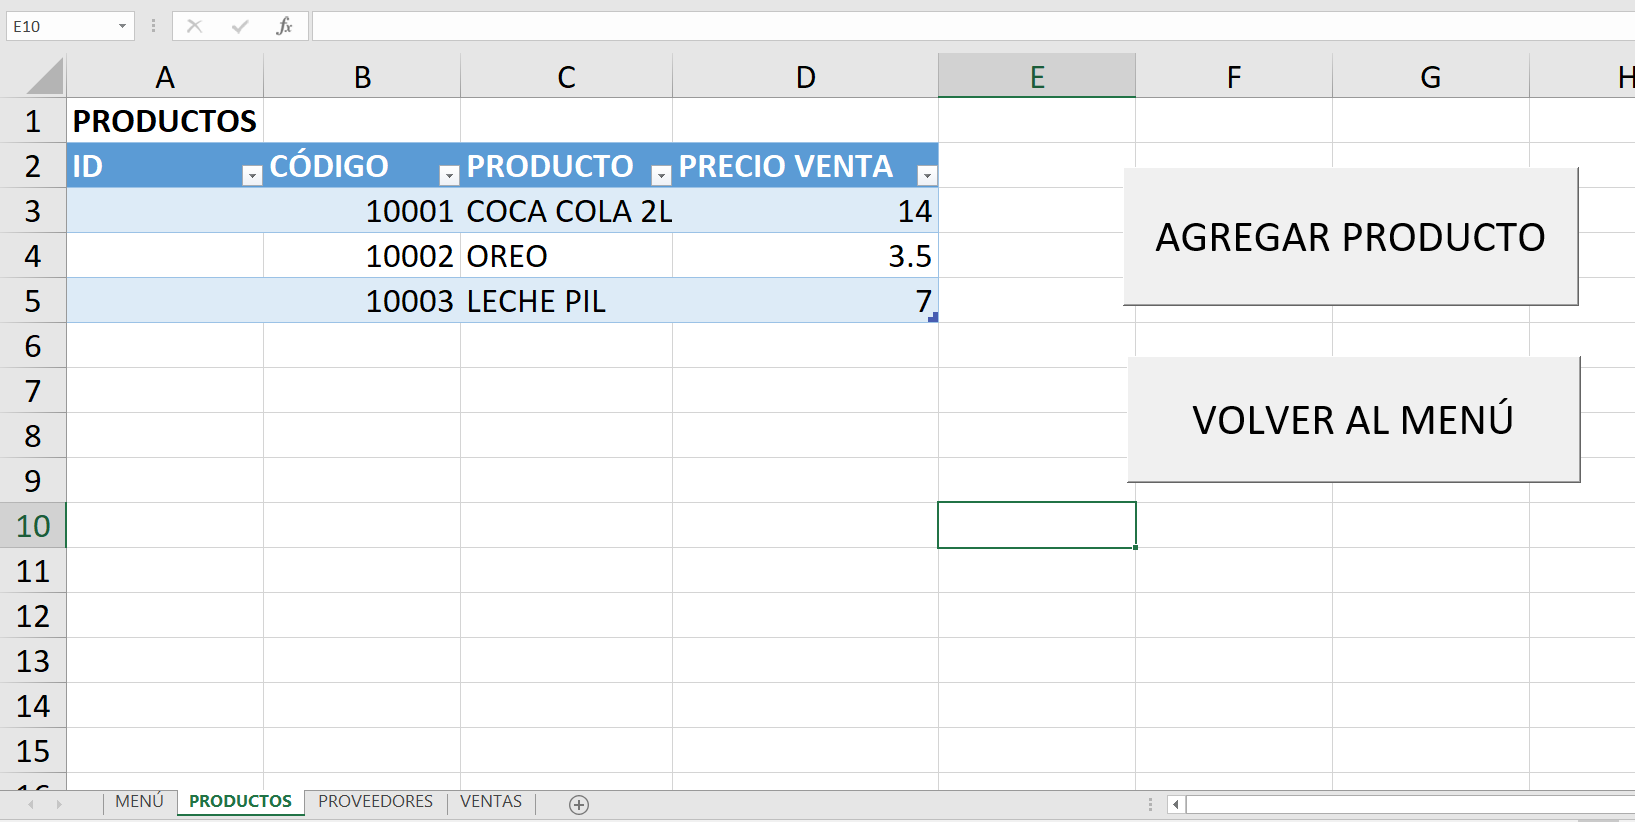 E10
fx
A B C D E F G H
1 PRODUCTOS
2 ID CÓDIGO PRODUCTO PRECIO VENTA
3 10001 COCA COLA 2L 14
4 10002 OREO 3.5
5 10003 LECHE PIL 7
AGREGAR PRODUCTO
6
7
VOLVER AL MENÚ
8
9
10
11
12
13
14
15
16
MENÚ PRODUCTOS PROVEEDORES VENTAS